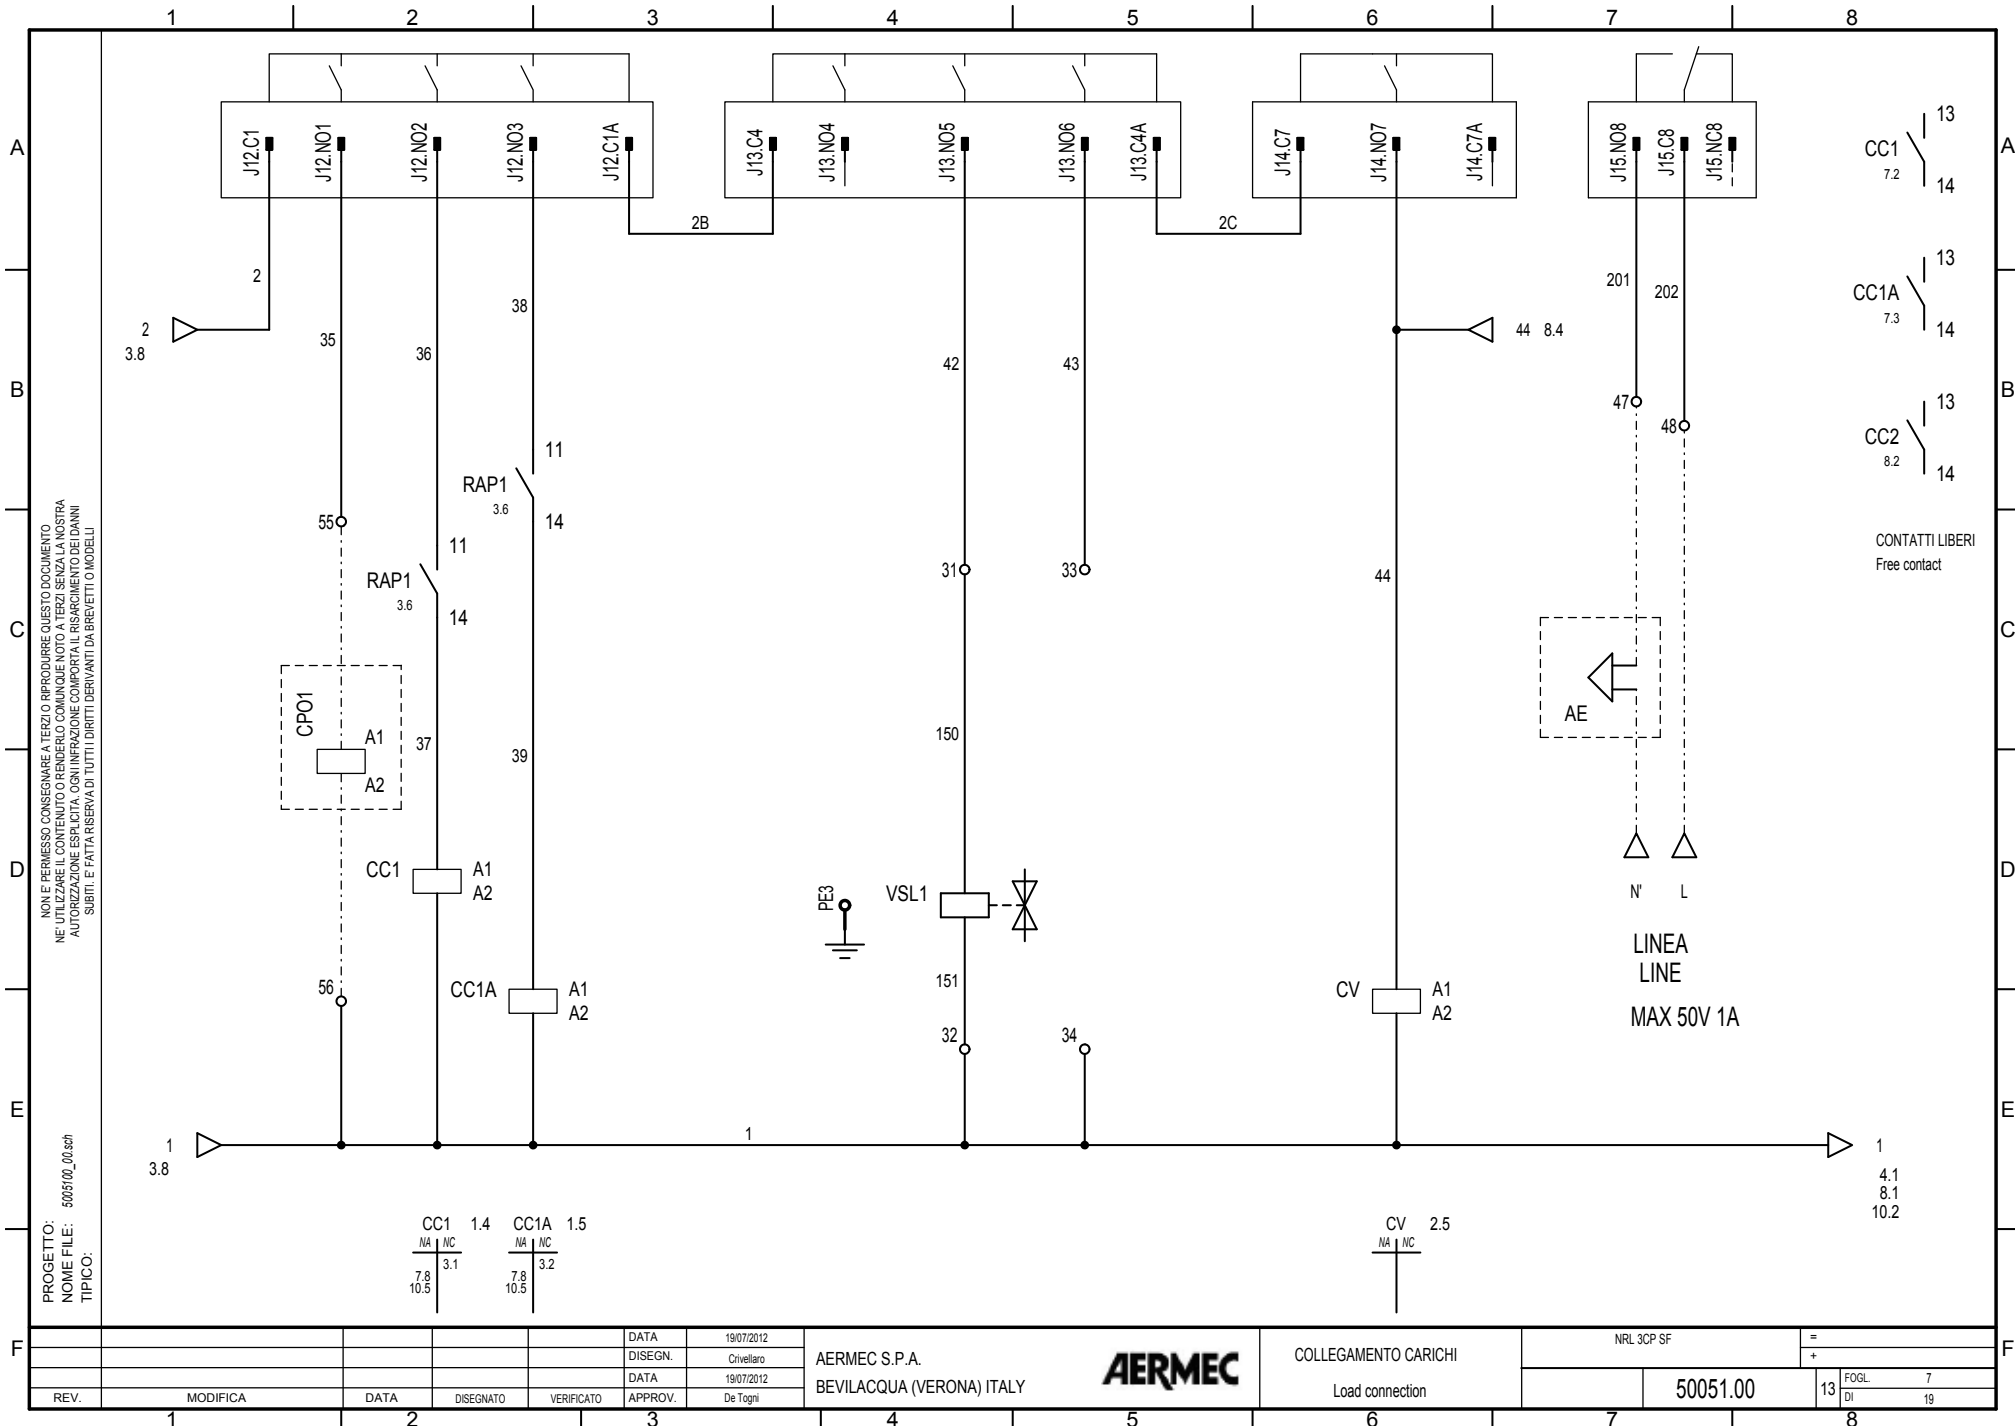 1 2 3 4 5 6 7 8
A
B
C
D
E
F
A
B
C
D
E
F
J12.C1
J12.NO1
J12.NO2
J12.NO3
J12.C1A
J13.C4
J13.NO4
J13.NO5
J13.NO6
J13.C4A
J14.C7
J14.NO7
J14.C7A
J15.NO8
J15.C8
J15.NC8
2B
2C
2
2
3.8
35
36
38
42
43
44 8.4
201
202
47
48
CC1
7.2
13
14
CC1A
7.3
13
14
CC2
8.2
13
14
CONTATTI LIBERI
Free contact
RAP1
3.6
11
14
RAP1
3.6
11
14
55
31
33
44
CPO1
A1
A2
37
39
150
AE
CC1
A1
A2
PE3
VSL1
N'
L
LINEA
LINE
MAX 50V 1A
56
CC1A
A1
A2
151
CV
A1
A2
32
34
1
3.8
1
1
4.1
8.1
10.2
CC1 1.4
NA NC
3.1
7.8
10.5
CC1A 1.5
NA NC
3.2
7.8
10.5
CV 2.5
NA NC
NON E' PERMESSO CONSEGNARE A TERZI O RIPRODURRE QUESTO DOCUMENTO
NE' UTILIZZARE IL CONTENUTO O RENDERLO COMUNQUE NOTO A TERZI SENZA LA NOSTRA
AUTORIZZAZIONE ESPLICITA. OGNI INFRAZIONE COMPORTA IL RISARCIMENTO DEI DANNI
SUBITI. E' FATTA RISERVA DI TUTTI I DIRITTI DERIVANTI DA BREVETTI O MODELLI
PROGETTO:
NOME FILE: 5005100_00.sch
TIPICO:
REV. MODIFICA DATA DISEGNATO VERIFICATO
DATA 19/07/2012
DISEGN. Crivellaro
DATA 19/07/2012
APPROV. De Togni
AERMEC S.P.A.
BEVILACQUA (VERONA) ITALY
AERMEC
COLLEGAMENTO CARICHI
Load connection
NRL 3CP SF
=
+
50051.00
13
FOGL. 7
DI 19
1 2 3 4 5 6 7 8